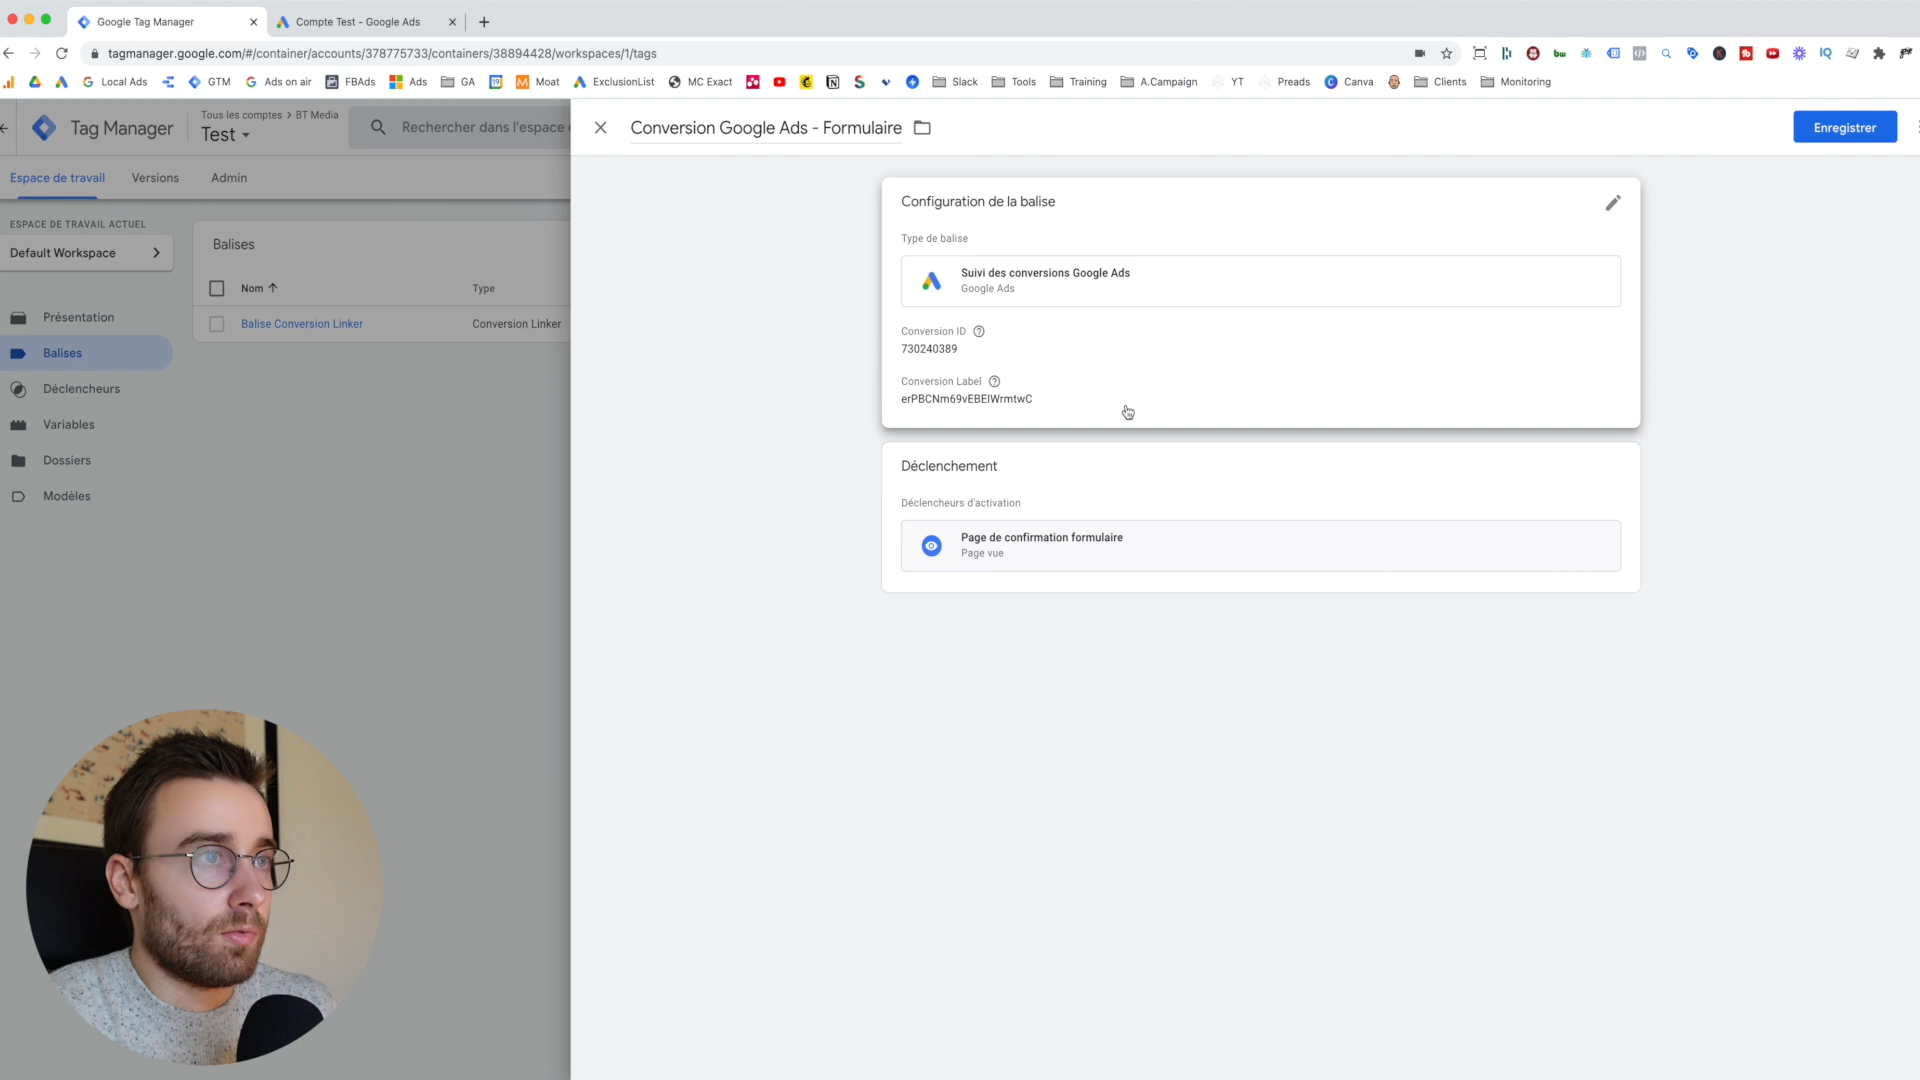 Google Tag Manager
Compte Test - Google Ads
tagmanager.google.com/#/container/accounts/378775733/containers/38894428/workspaces/1/tags
Local Ads
GTM
Ads on air
FBAds
Ads
GA
Moat
ExclusionList
MC Exact
Slack
Tools
Training
A.Campaign
YT
Preads
Canva
Clients
Monitoring
Tag Manager
Tous les comptes > BT Media
Test
Rechercher dans l'espace
Conversion Google Ads - Formulaire
Enregistrer
Espace de travail
Versions
Admin
ESPACE DE TRAVAIL ACTUEL
Default Workspace
Présentation
Balises
Déclencheurs
Variables
Dossiers
Modèles
Balises
Nom
Type
Balise Conversion Linker
Conversion Linker
Configuration de la balise
Type de balise
Suivi des conversions Google Ads
Google Ads
Conversion ID
730240389
Conversion Label
erPBCNm69vEBEIWrmtwC
Déclenchement
Déclencheurs d'activation
Page de confirmation formulaire
Page vue